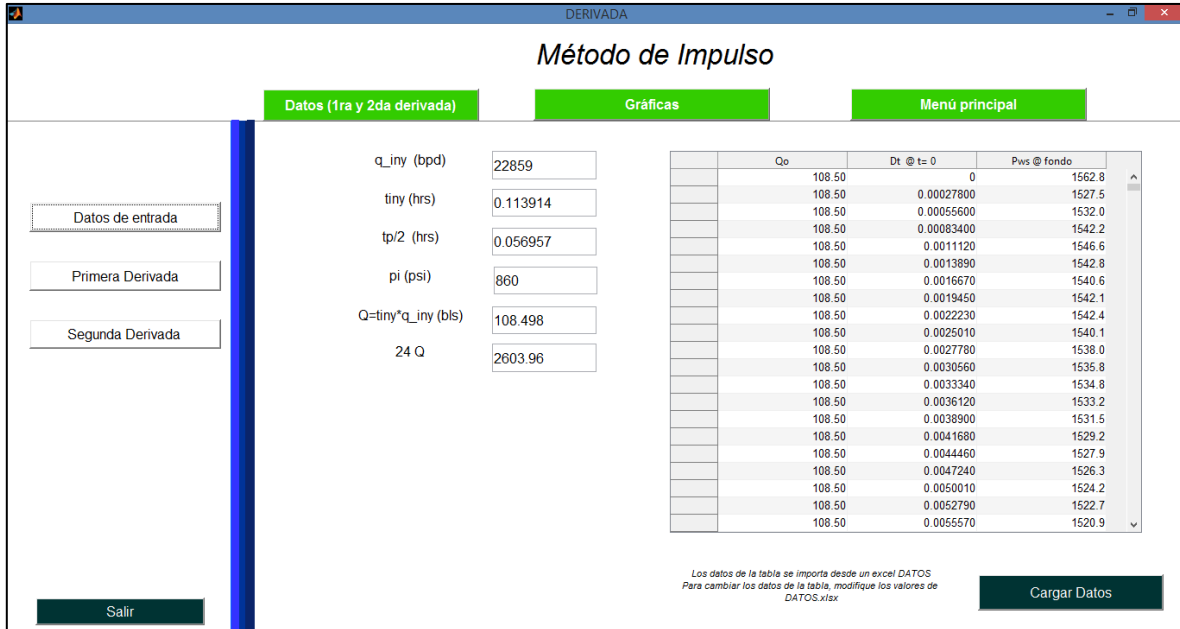 DERIVADA
Método de Impulso
Datos (1ra y 2da derivada)
Gráficas
Menú principal
Datos de entrada
Primera Derivada
Segunda Derivada
Salir
q_iny (bpd) 22859
tiny (hrs) 0.113914
tp/2 (hrs) 0.056957
pi (psi) 860
Q=tiny*q_iny (bls) 108.498
24 Q 2603.96
Qo Dt @ t= 0 Pws @ fondo
108.50 0 1562.8
108.50 0.00027800 1527.5
108.50 0.00055600 1532.0
108.50 0.00083400 1542.2
108.50 0.0011120 1546.6
108.50 0.0013890 1542.8
108.50 0.0016670 1540.6
108.50 0.0019450 1542.1
108.50 0.0022230 1542.4
108.50 0.0025010 1540.1
108.50 0.0027780 1538.0
108.50 0.0030560 1535.8
108.50 0.0033340 1534.8
108.50 0.0036120 1533.2
108.50 0.0038900 1531.5
108.50 0.0041680 1529.2
108.50 0.0044460 1527.9
108.50 0.0047240 1526.3
108.50 0.0050010 1524.2
108.50 0.0052790 1522.7
108.50 0.0055570 1520.9
Los datos de la tabla se importa desde un excel DATOS
Para cambiar los datos de la tabla, modifique los valores de
DATOS.xlsx
Cargar Datos